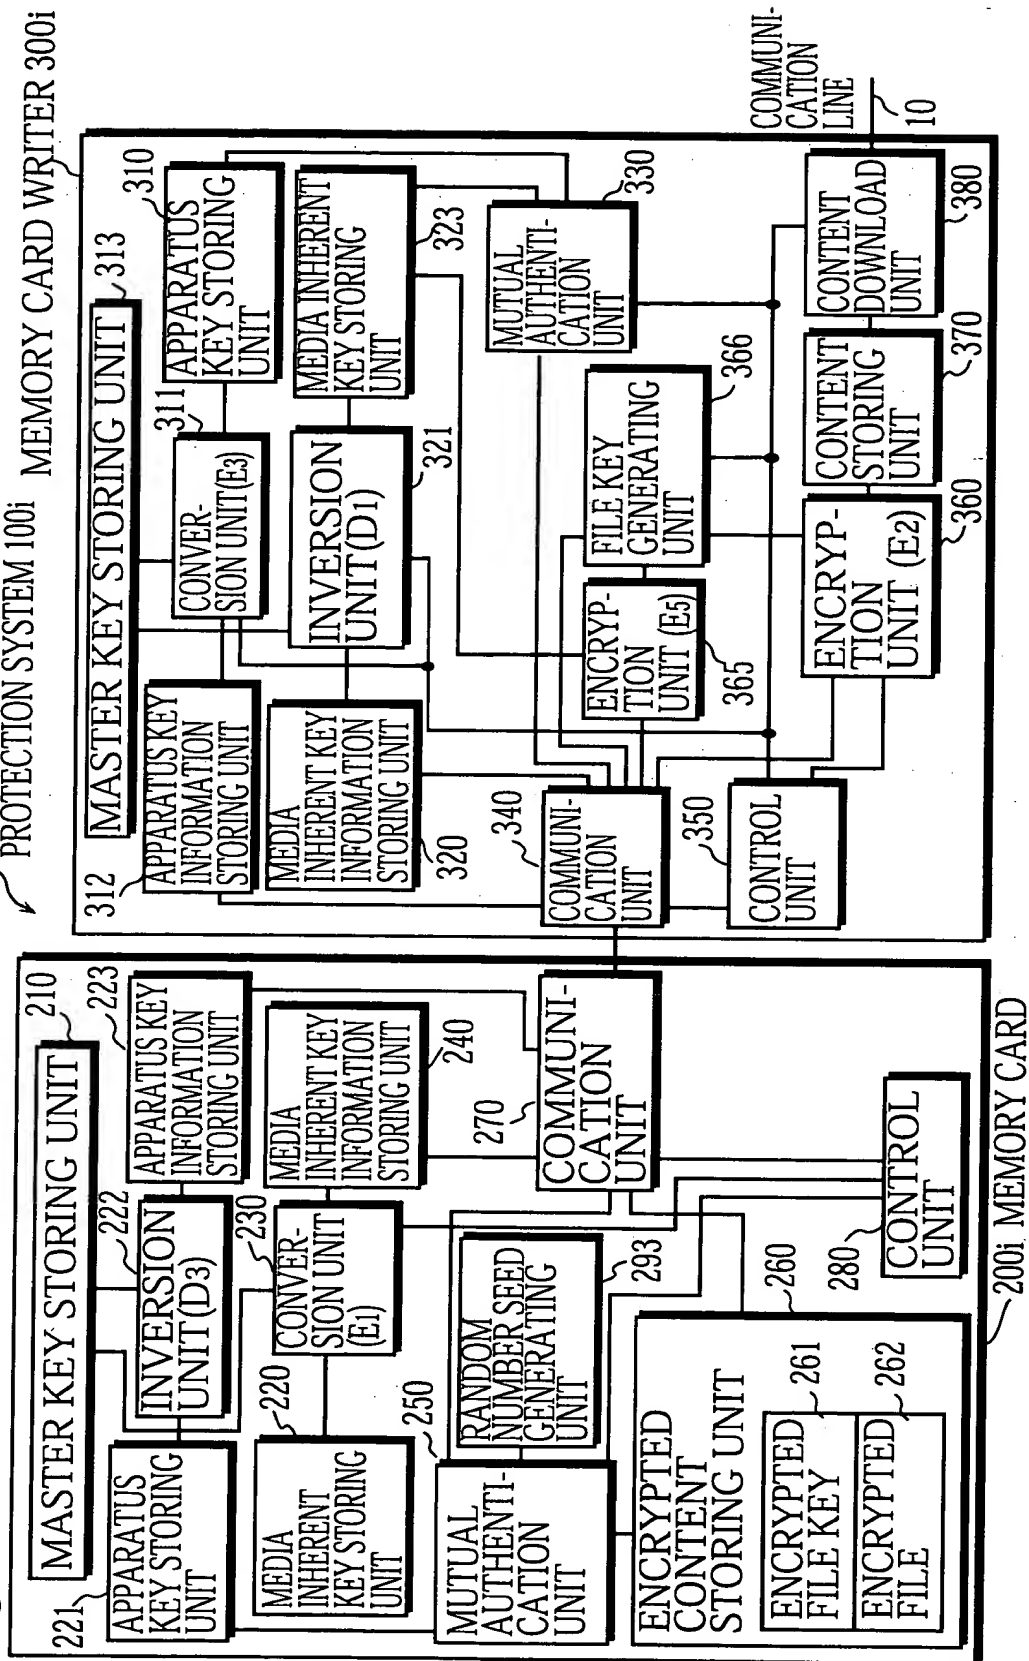 PROTECTION SYSTEM 100i
MEMORY CARD WRITER 300i
210
MASTER KEY STORING UNIT
221
APPARATUS
KEY STORING
UNIT
222
INVERSION
UNIT (D3)
223
APPARATUS KEY
INFORMATION
STORING UNIT
220
MEDIA
INHERENT
KEY STORING
UNIT
230
CONVER-
SION UNIT
(E1)
MEDIA
INHERENT KEY
INFORMATION
STORING UNIT
240
250
MUTUAL
AUTHENTI-
CATION
UNIT
RANDOM
NUMBER SEED
GENERATING
UNIT
293
270
COMMUNI-
CATION
UNIT
260
ENCRYPTED
CONTENT
STORING UNIT
261
ENCRYPTED
FILE KEY
262
ENCRYPTED
FILE
280
CONTROL
UNIT
200i MEMORY CARD
313
MASTER KEY STORING UNIT
312
APPARATUS KEY
INFORMATION
STORING UNIT
311
CONVER-
SION UNIT(E3)
310
APPARATUS
KEY STORING
UNIT
MEDIA
INHERENT KEY
INFORMATION
STORING UNIT
320
INVERSION
UNIT(D1)
321
MEDIA INHERENT
KEY STORING
UNIT
323
MUTUAL
AUTHENTI-
CATION
UNIT
330
340
COMMUNI-
CATION
UNIT
ENCRYP-
TION
UNIT (E5)
365
FILE KEY
GENERATING
UNIT
366
350
CONTROL
UNIT
ENCRYP-
TION
UNIT (E2)
360
CONTENT
STORING
UNIT
370
CONTENT
DOWNLOAD
UNIT
380
COMMUNI-
CATION
LINE
10